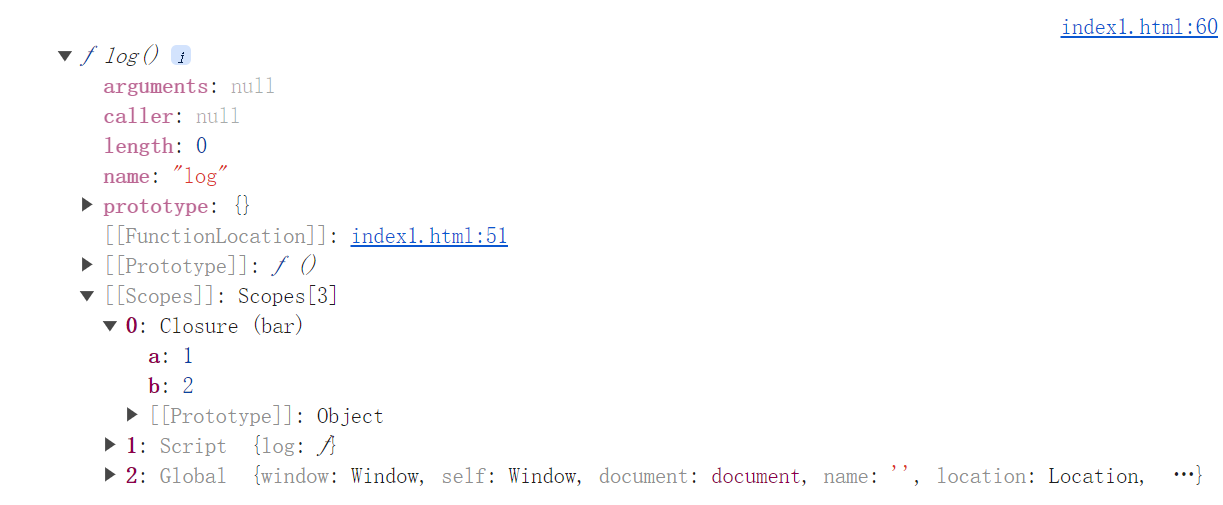 index1.html:60
▼ ƒ log() i
arguments: null
caller: null
length: 0
name: "log"
▶ prototype: {}
[[FunctionLocation]]: index1.html:51
▶ [[Prototype]]: ƒ ()
▼ [[Scopes]]: Scopes[3]
▼ 0: Closure (bar)
a: 1
b: 2
▶ [[Prototype]]: Object
▶ 1: Script {log: ƒ}
▶ 2: Global {window: Window, self: Window, document: document, name: '', location: Location, …}